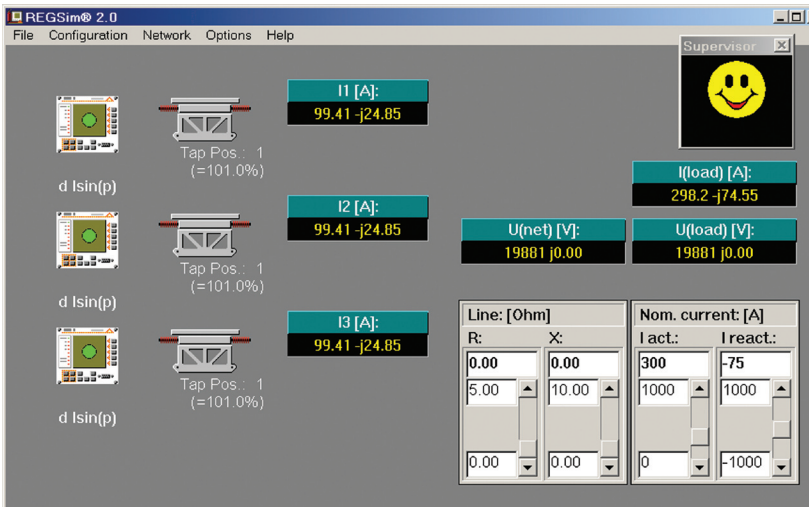 REGSim® 2.0
File Configuration Network Options Help
Supervisor
I1 [A]:
99.41 -j24.85
Tap Pos.: 1
(=101.0%)
d Isin(p)
I(load) [A]:
298.2 -j74.55
I2 [A]:
99.41 -j24.85
U(net) [V]:
19881 j0.00
U(load) [V]:
19881 j0.00
Tap Pos.: 1
(=101.0%)
d Isin(p)
I3 [A]:
99.41 -j24.85
Tap Pos.: 1
(=101.0%)
d Isin(p)
Line: [Ohm]
R: X:
0.00 0.00
5.00 10.00
0.00 0.00
Nom. current: [A]
I act.: I react.:
300 -75
1000 1000
0 -1000